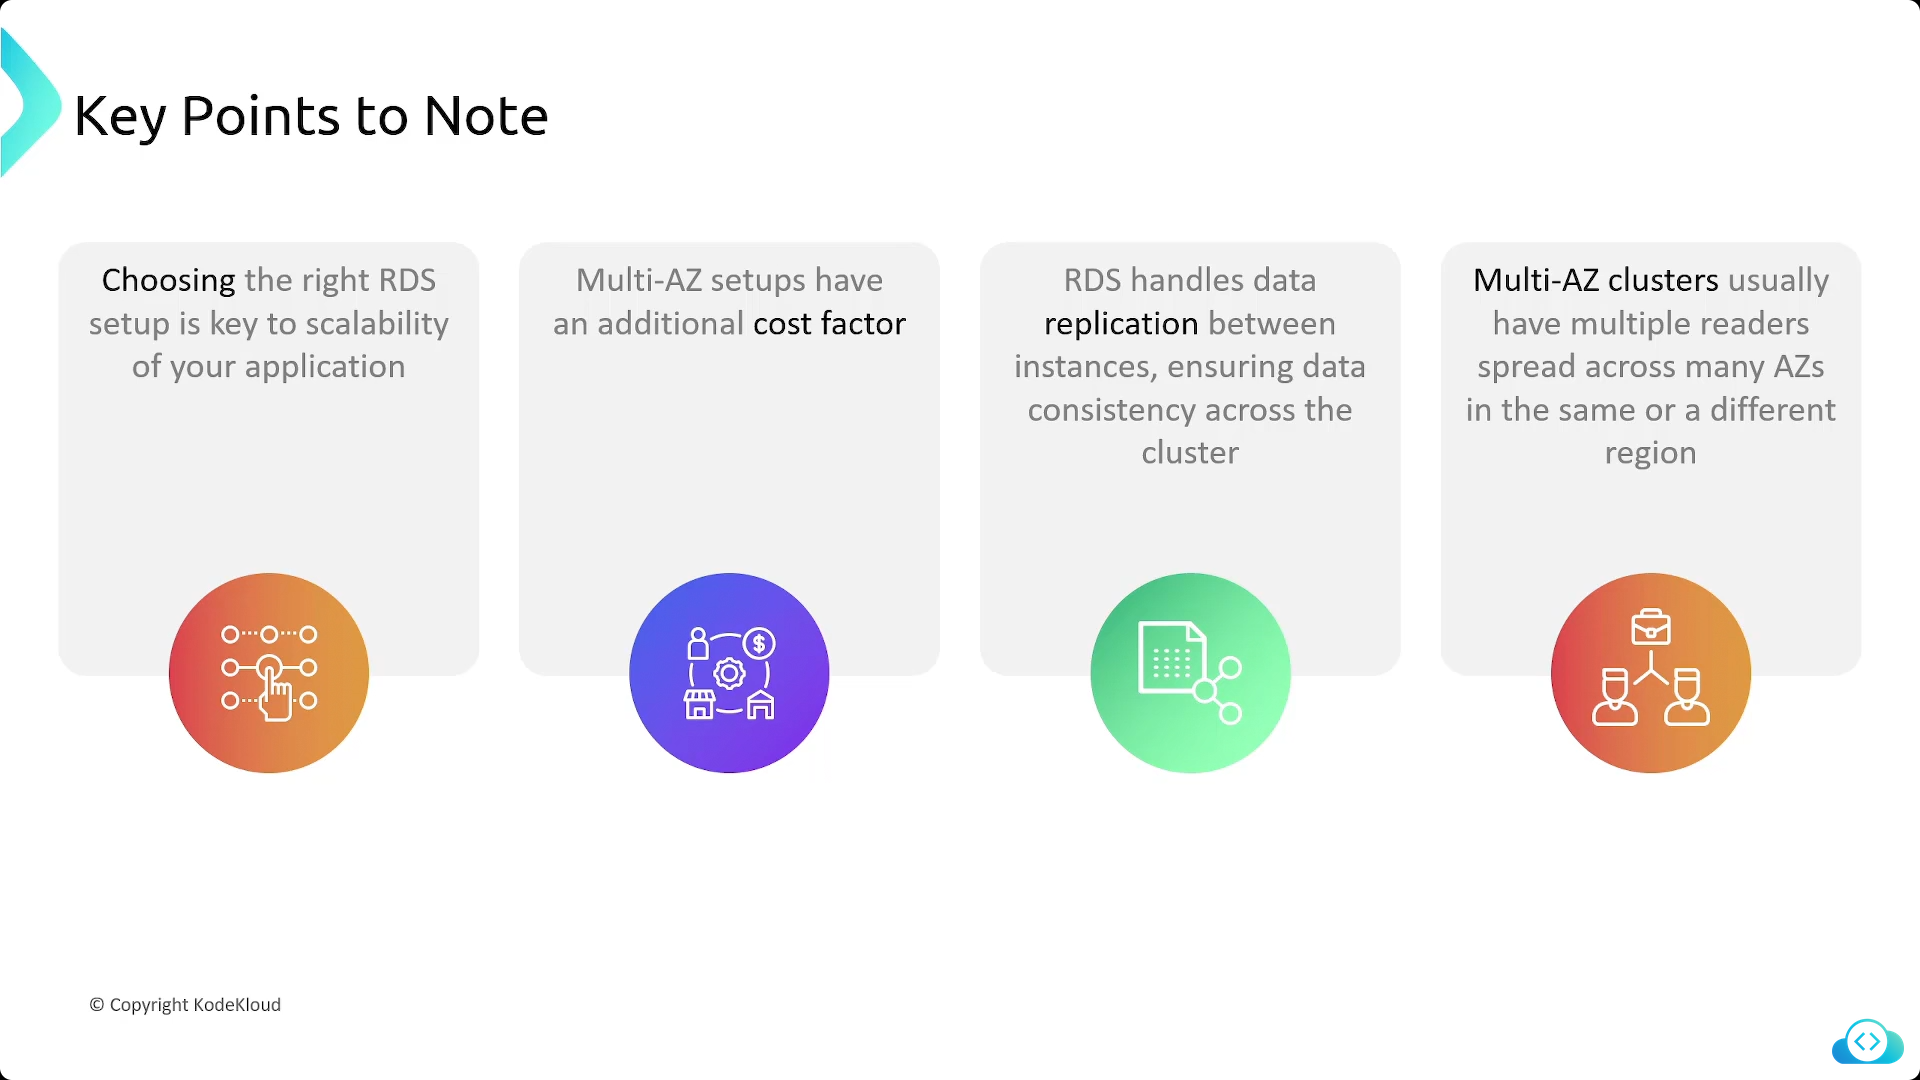 Key Points to Note
Choosing the right RDS
setup is key to scalability
of your application
Multi-AZ setups have
an additional cost factor
RDS handles data
replication between
instances, ensuring data
consistency across the
cluster
Multi-AZ clusters usually
have multiple readers
spread across many AZs
in the same or a different
region
© Copyright KodeKloud